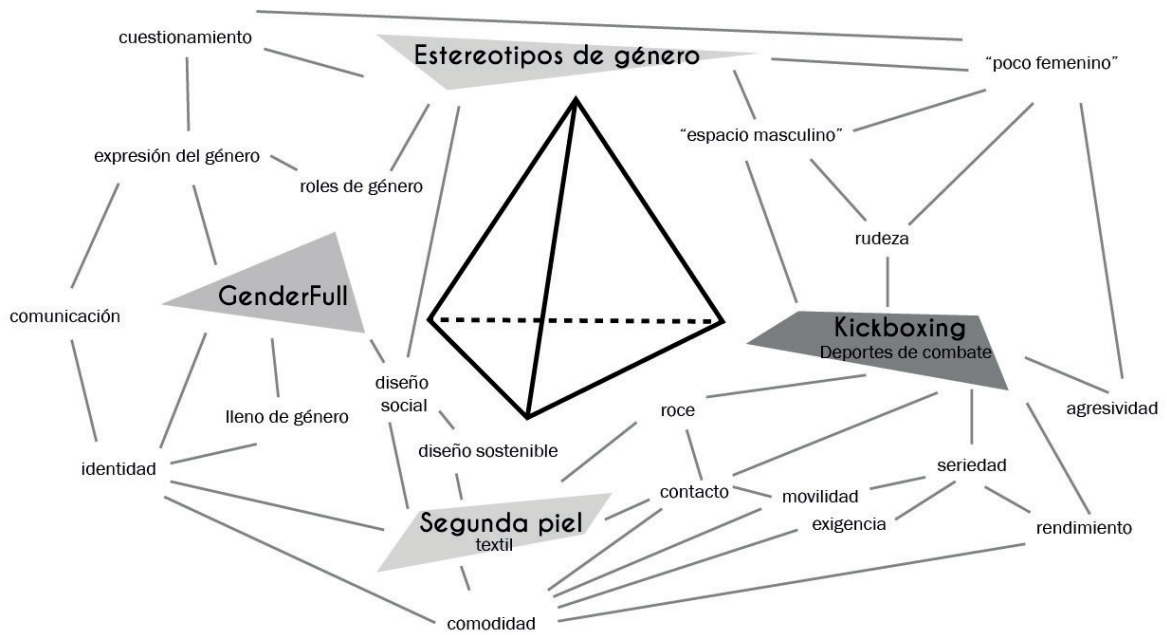 cuestionamiento
Estereotipos de género
"poco femenino"
"espacio masculino"
expresión del género
roles de género
rudeza
GenderFull
comunicación
Kickboxing
Deportes de combate
diseño
social
lleno de género
roce
agresividad
diseño sostenible
identidad
seriedad
contacto
movilidad
Segunda piel
textil
exigencia
rendimiento
comodidad